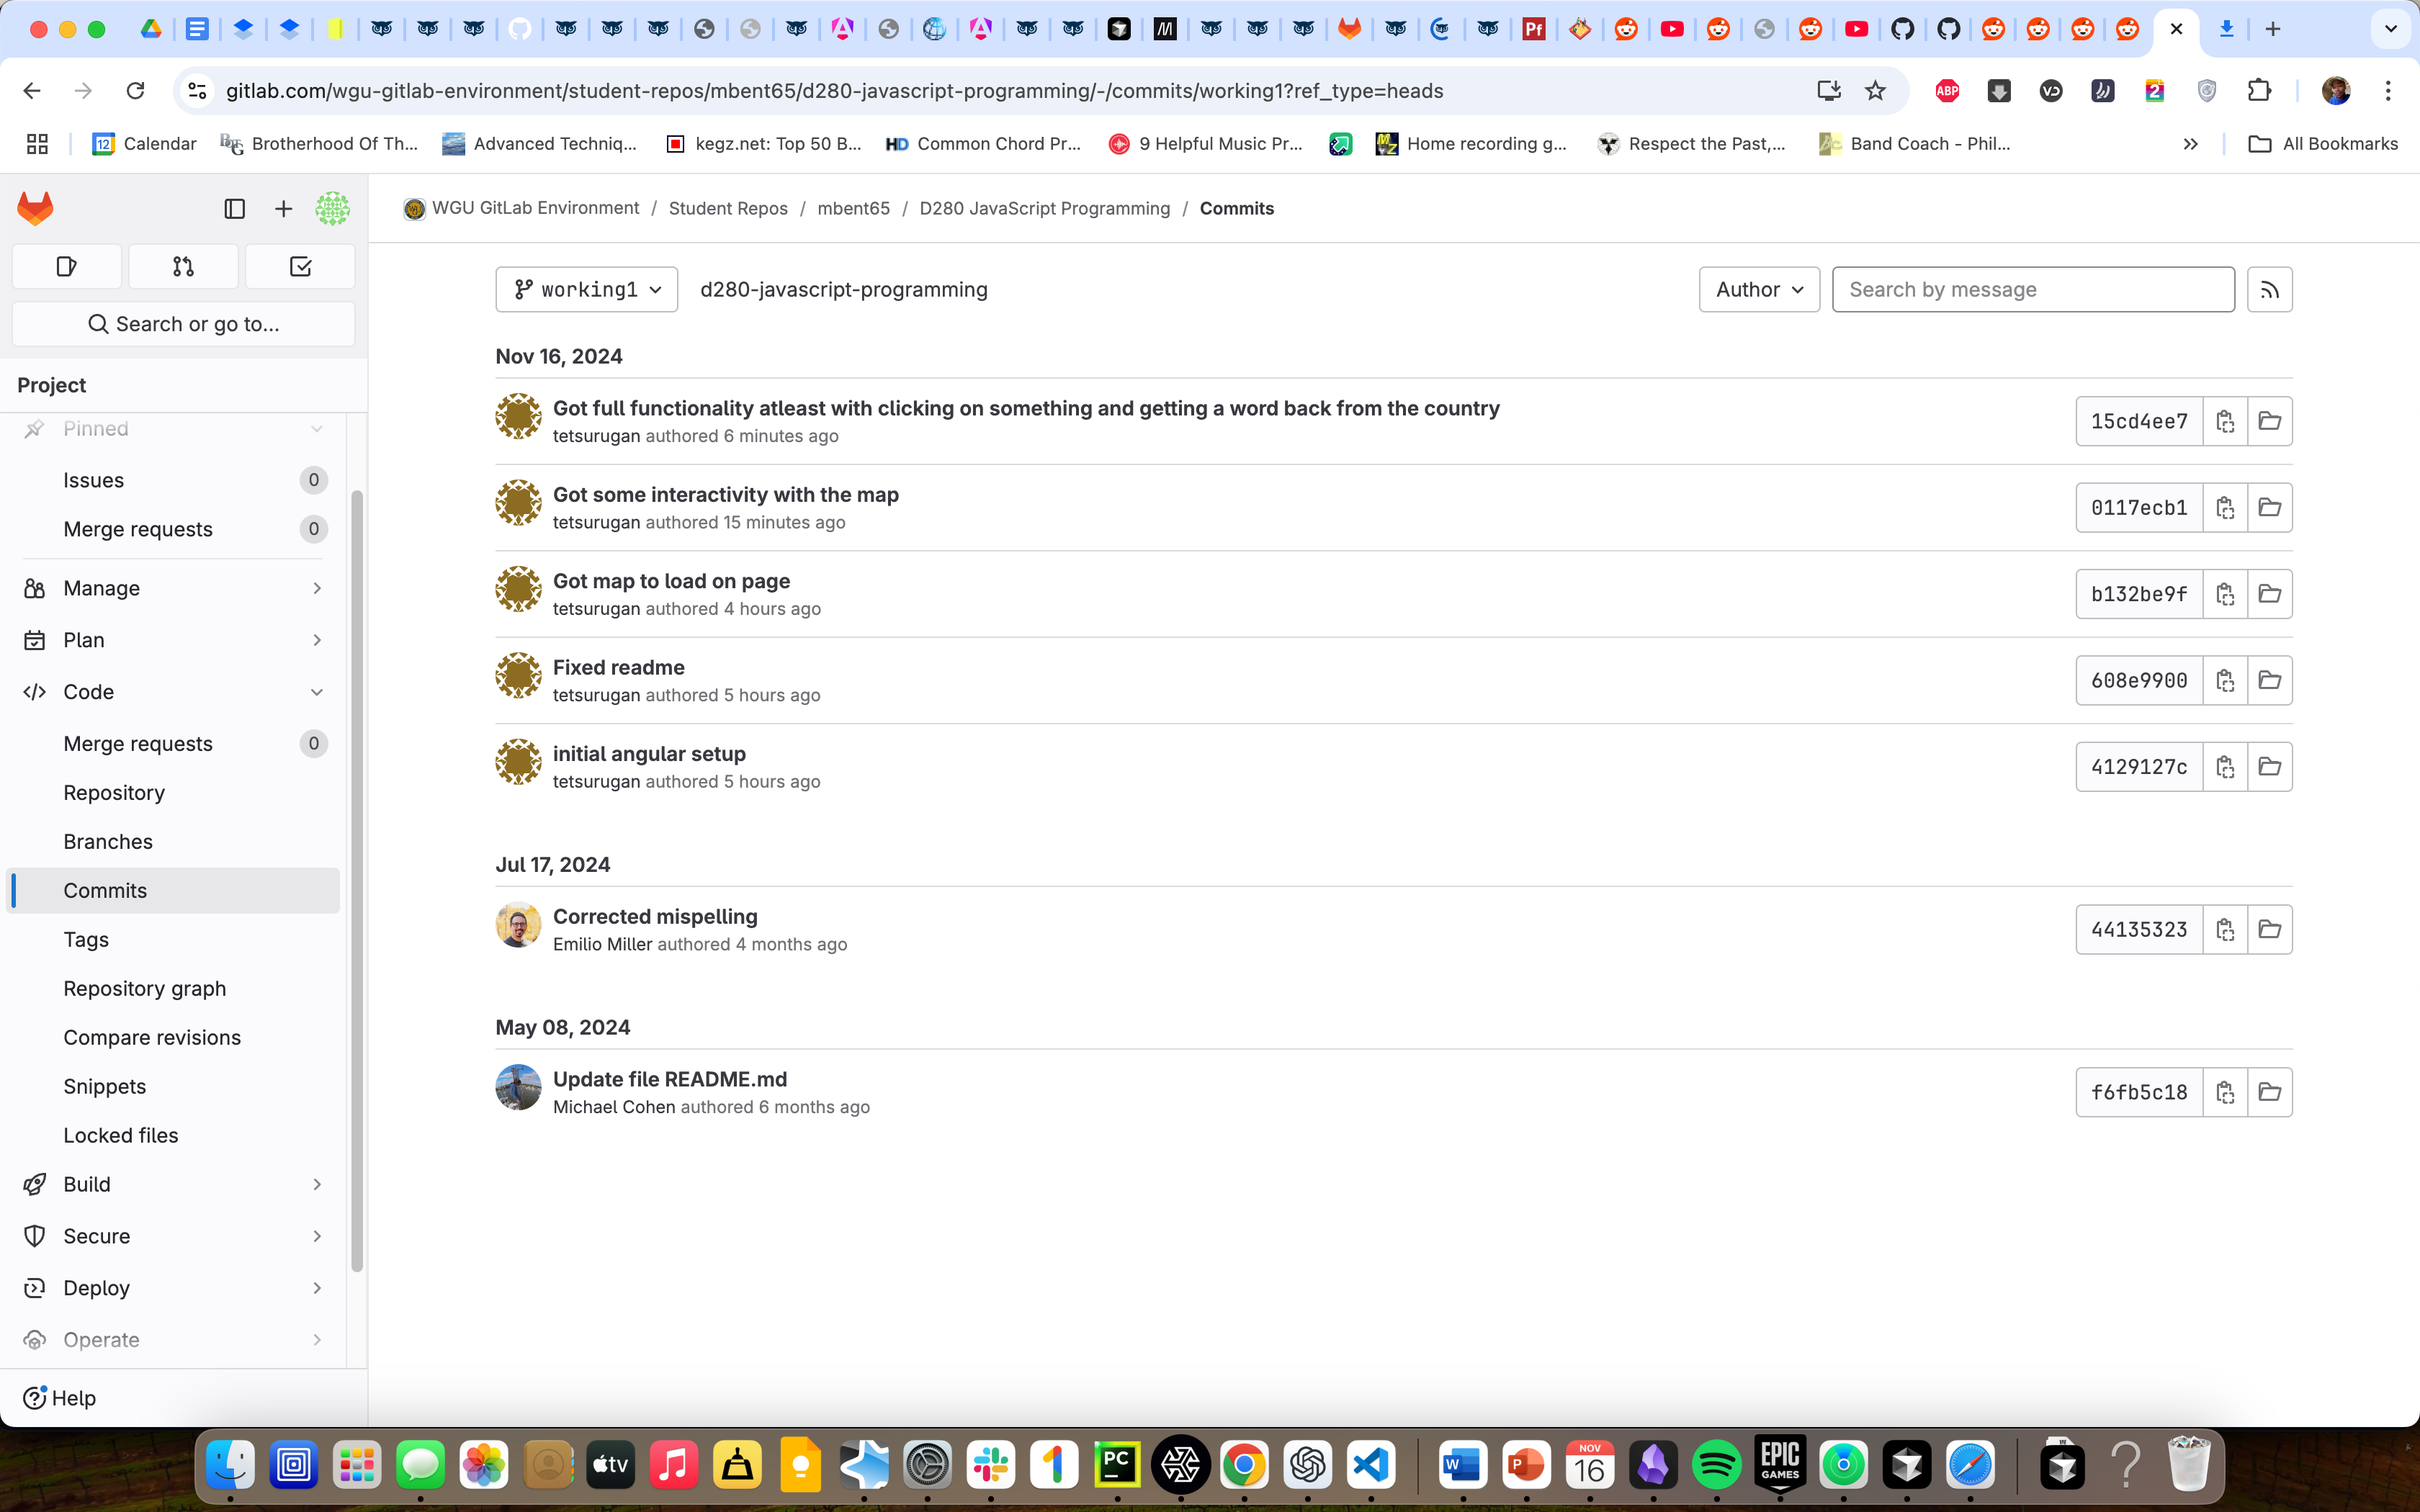 gitlab.com/wgu-gitlab-environment/student-repos/mbent65/d280-javascript-programming/-/commits/working1?ref_type=heads
Calendar
Brotherhood Of Th...
Advanced Techniq...
kegz.net: Top 50 B...
Common Chord Pr...
9 Helpful Music Pr...
Home recording g...
Respect the Past,...
Band Coach - Phil...
All Bookmarks
WGU GitLab Environment / Student Repos / mbent65 / D280 JavaScript Programming / Commits
Search or go to...
Project
Pinned
Issues 0
Merge requests 0
Manage
Plan
Code
Merge requests 0
Repository
Branches
Commits
Tags
Repository graph
Compare revisions
Snippets
Locked files
Build
Secure
Deploy
Operate
Help
working1 d280-javascript-programming Author Search by message
Nov 16, 2024
Got full functionality atleast with clicking on something and getting a word back from the country
tetsurugan authored 6 minutes ago
15cd4ee7
Got some interactivity with the map
tetsurugan authored 15 minutes ago
0117ecb1
Got map to load on page
tetsurugan authored 4 hours ago
b132be9f
Fixed readme
tetsurugan authored 5 hours ago
608e9900
initial angular setup
tetsurugan authored 5 hours ago
4129127c
Jul 17, 2024
Corrected mispelling
Emilio Miller authored 4 months ago
44135323
May 08, 2024
Update file README.md
Michael Cohen authored 6 months ago
f6fb5c18
tv
PC
W
P
NOV
16
EPIC
GAMES